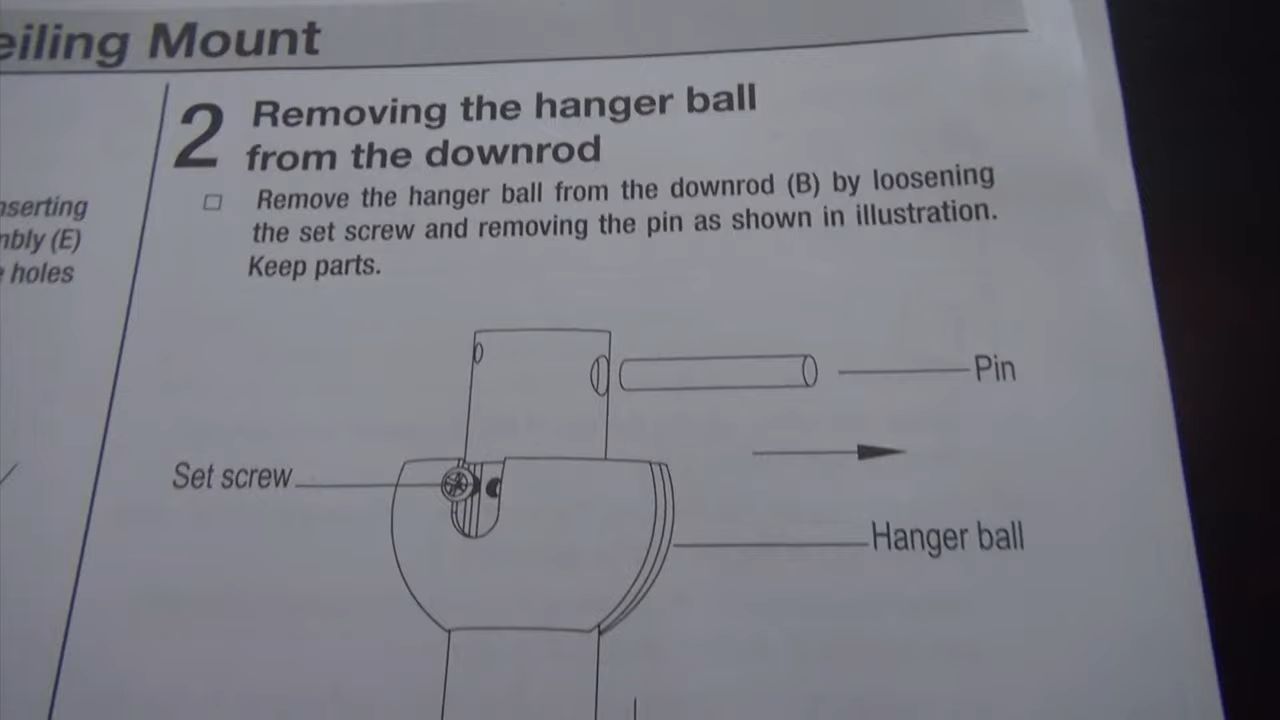 eiling Mount
nserting
mbly (E)
e holes
2 Removing the hanger ball
from the downrod
□ Remove the hanger ball from the downrod (B) by loosening
the set screw and removing the pin as shown in illustration.
Keep parts.
Pin
Set screw
Hanger ball